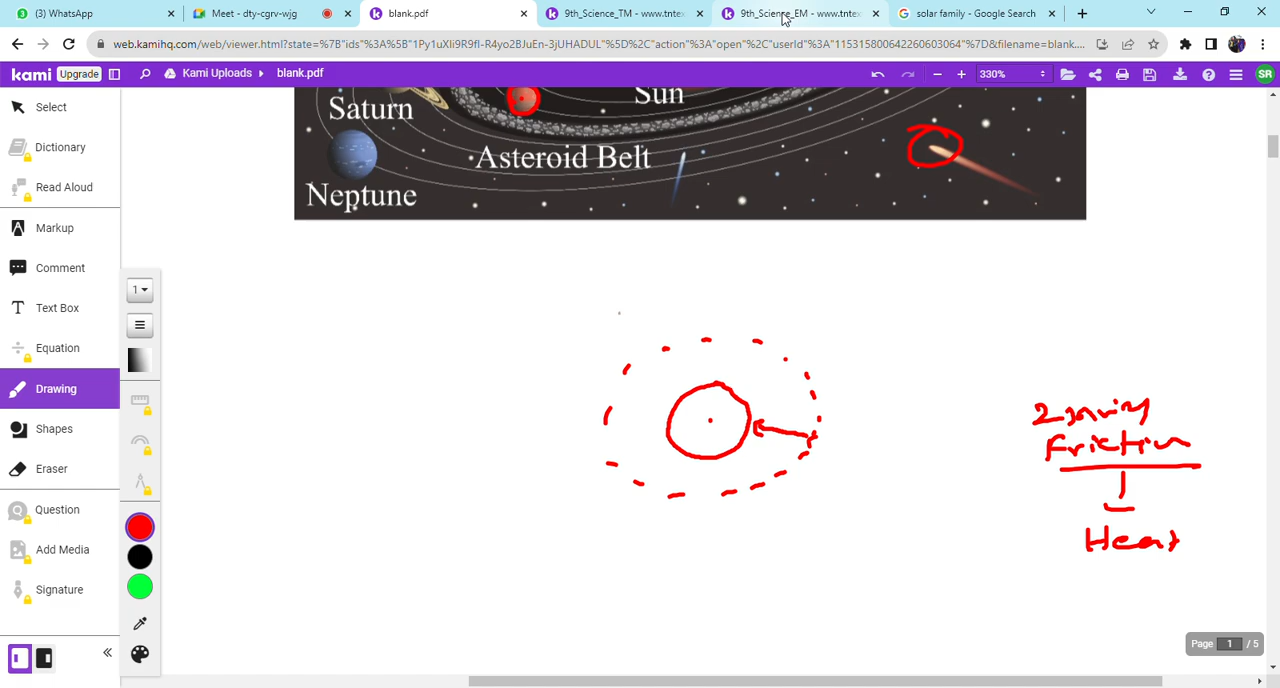 WhatsApp
Meet - dty-cgrv-wjg
blank.pdf
9th_Science_TM - www.tntex
9th_Science_EM - www.tntex
solar family - Google Search
web.kamihq.com/web/viewer.html?state=%7B"ids"%3A%5B"1Py1uXIi9R9fI-R4yo2BJuEn-3jUHADUL"%5D%2C"action"%3A"open"%2C"userId"%3A"115315800642260603064"%7D&filename=blank....
kami Upgrade
Kami Uploads
blank.pdf
330%
SR
Select
Dictionary
Read Aloud
Markup
Comment
Text Box
Equation
Drawing
Shapes
Eraser
Question
Add Media
Signature
1
Saturn
Sun
Asteroid Belt
Neptune
Friction
Heat
Page 1 / 5